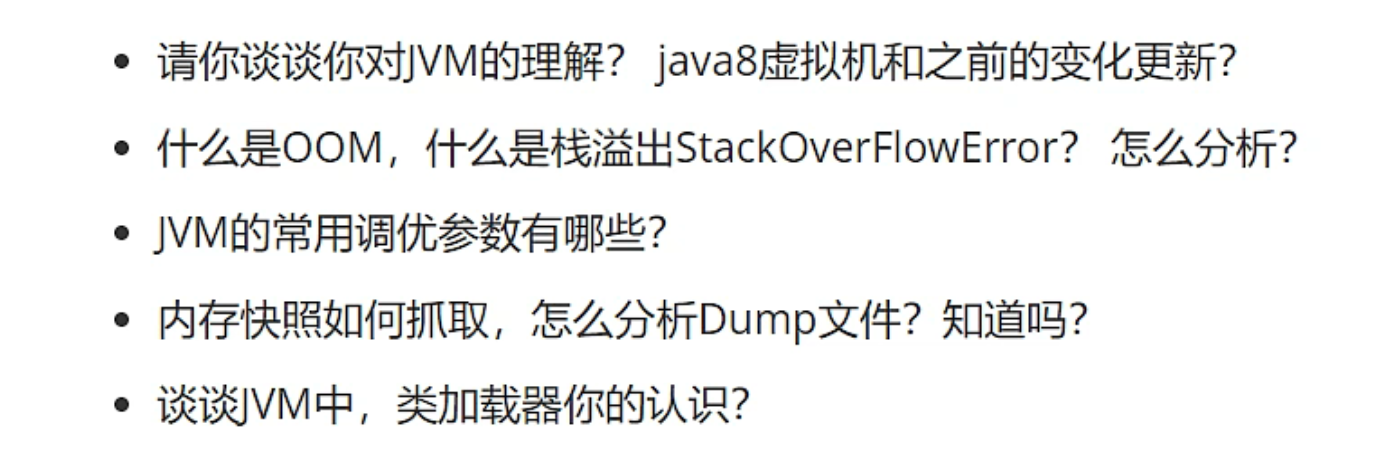 • 请你谈谈你对JVM的理解？ java8虚拟机和之前的变化更新？
• 什么是OOM，什么是栈溢出StackOverFlowError？ 怎么分析？
• JVM的常用调优参数有哪些？
• 内存快照如何抓取，怎么分析Dump文件？知道吗？
• 谈谈JVM中，类加载器你的认识？